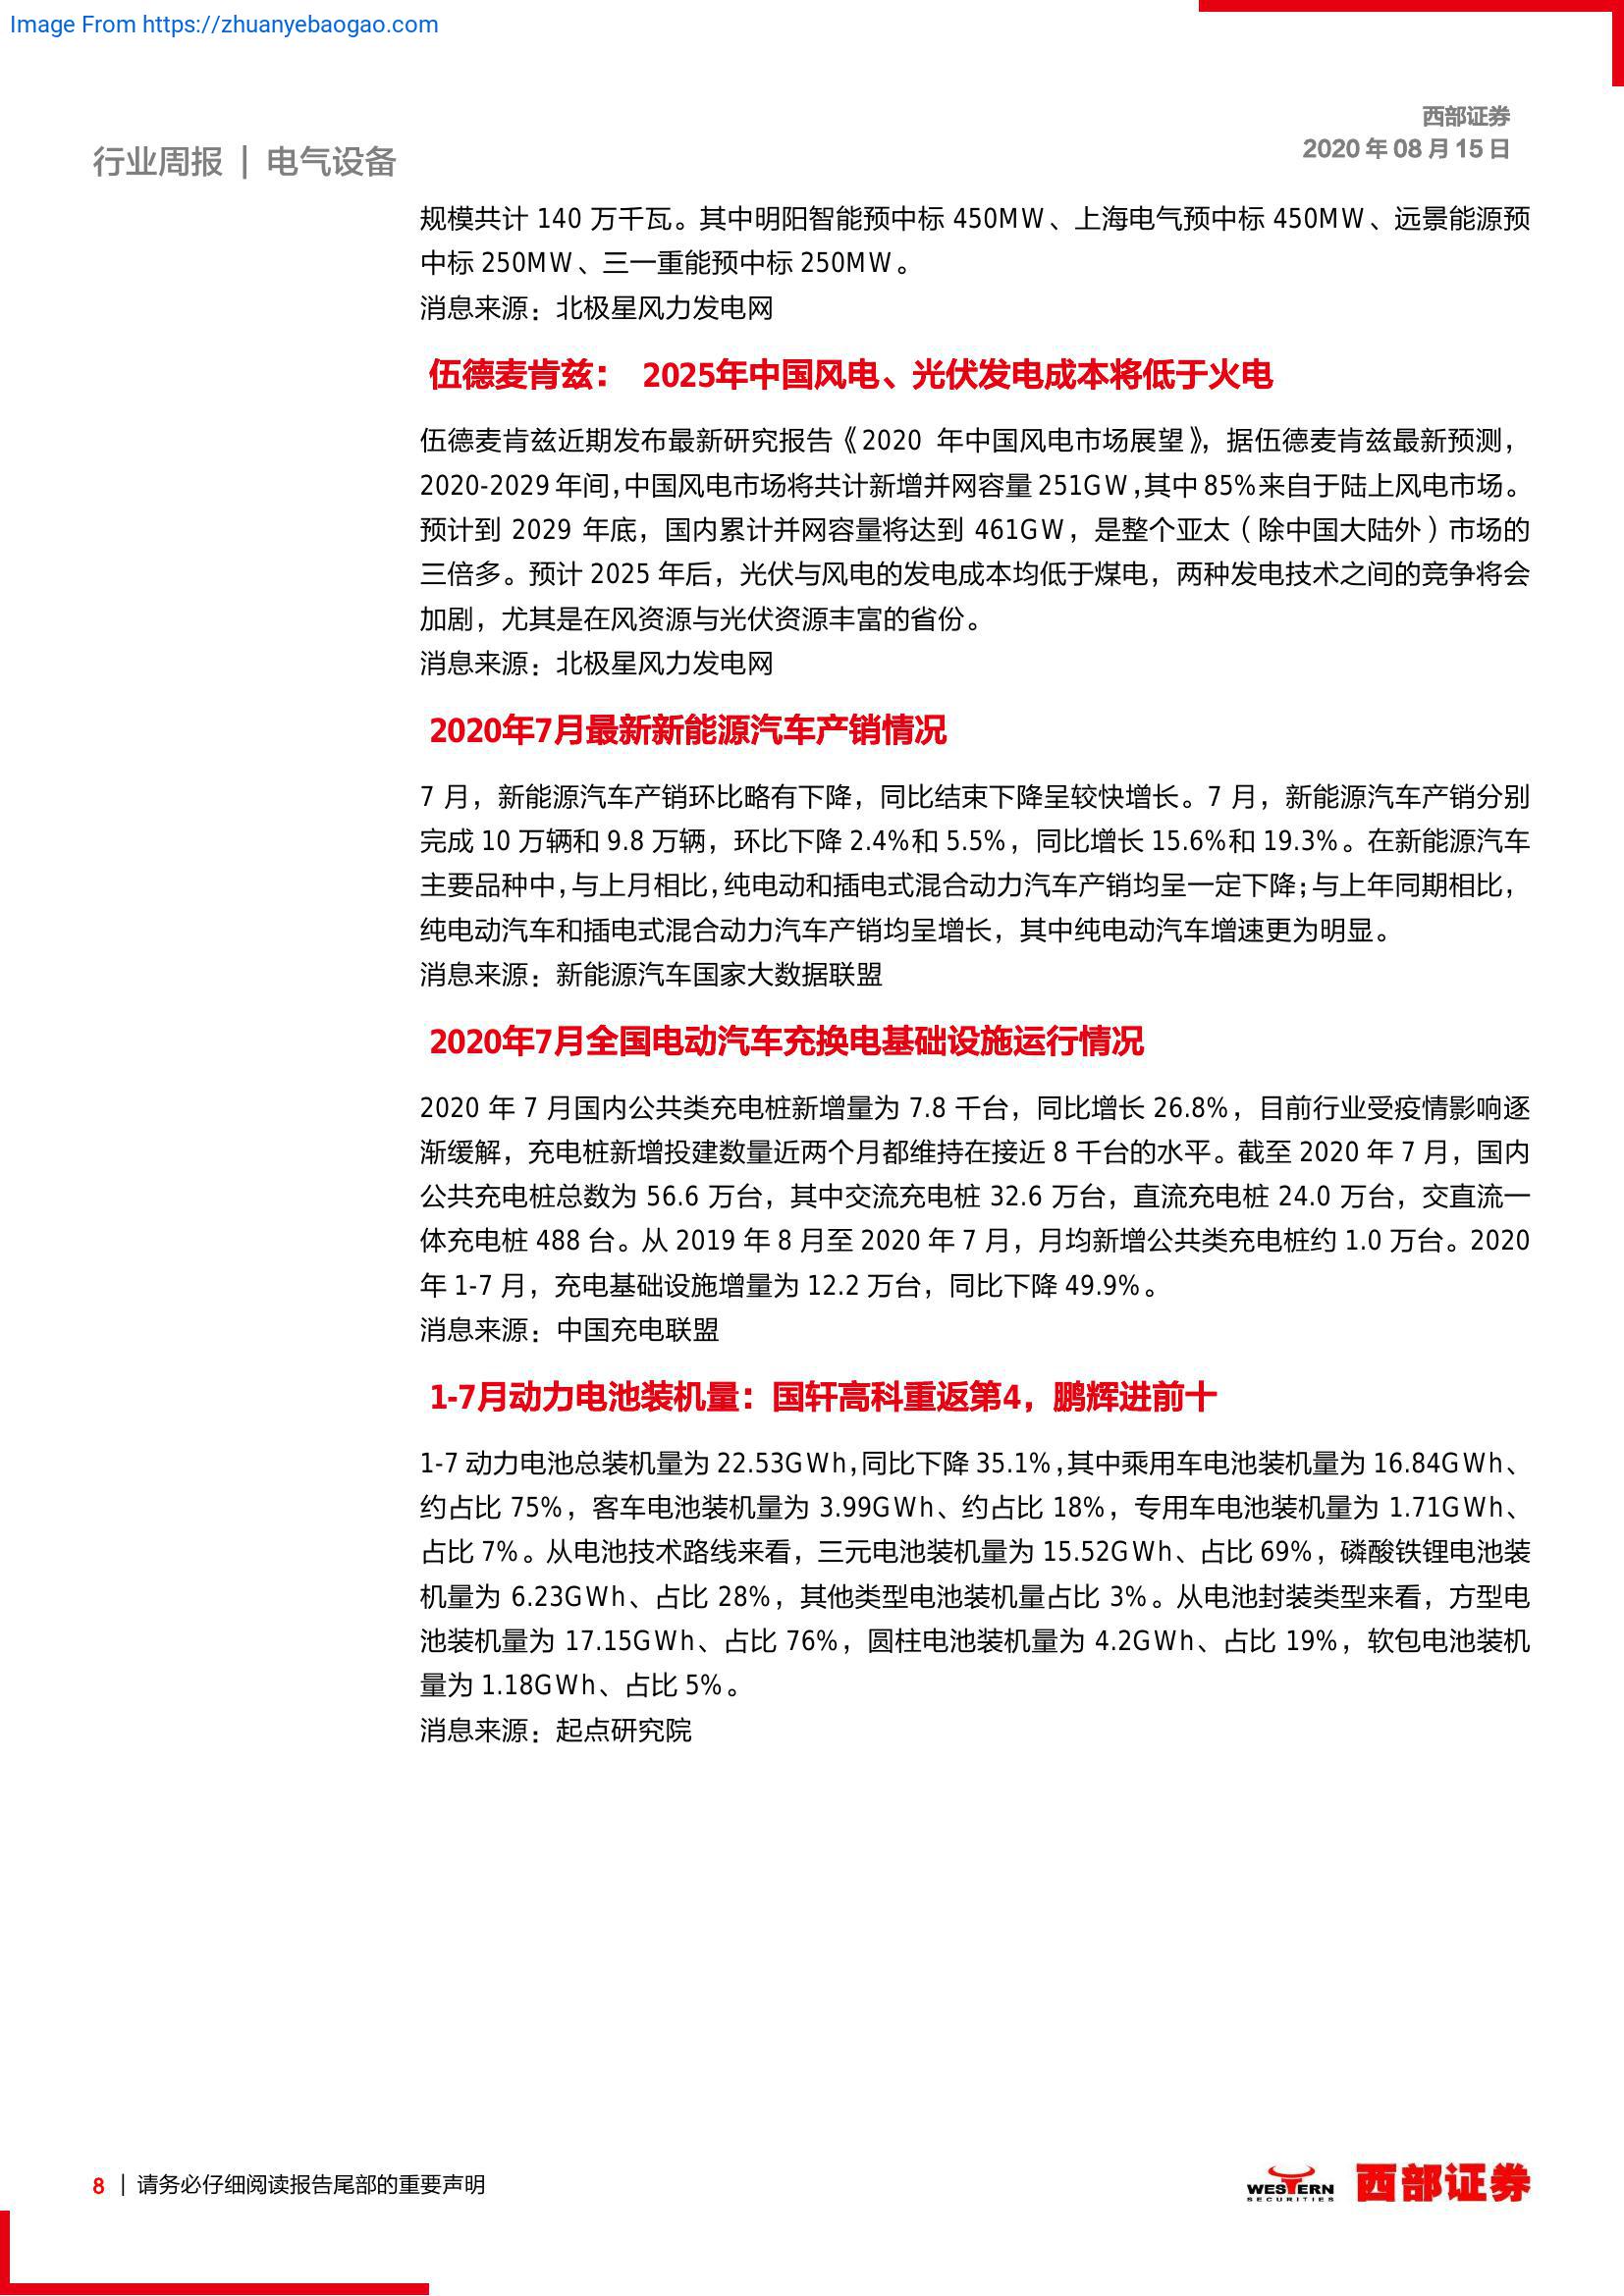 Image From https://zhuanyebaogao.com
西部证券
2020 年 08 月 15 日
行业周报 | 电气设备
规模共计 140 万千瓦。其中明阳智能预中标 450MW、上海电气预中标 450MW、远景能源预
中标 250MW、三一重能预中标 250MW。
消息来源：北极星风力发电网
伍德麦肯兹： 2025年中国风电、光伏发电成本将低于火电
伍德麦肯兹近期发布最新研究报告《2020 年中国风电市场展望》，据伍德麦肯兹最新预测，
2020-2029 年间，中国风电市场将共计新增并网容量 251GW，其中 85%来自于陆上风电市场。
预计到 2029 年底，国内累计并网容量将达到 461GW，是整个亚太（除中国大陆外）市场的
三倍多。预计 2025 年后，光伏与风电的发电成本均低于煤电，两种发电技术之间的竞争将会
加剧，尤其是在风资源与光伏资源丰富的省份。
消息来源：北极星风力发电网
2020年7月最新新能源汽车产销情况
7 月，新能源汽车产销环比略有下降，同比结束下降呈较快增长。7 月，新能源汽车产销分别
完成 10 万辆和 9.8 万辆，环比下降 2.4%和 5.5%，同比增长 15.6%和 19.3%。在新能源汽车
主要品种中，与上月相比，纯电动和插电式混合动力汽车产销均呈一定下降；与上年同期相比，
纯电动汽车和插电式混合动力汽车产销均呈增长，其中纯电动汽车增速更为明显。
消息来源：新能源汽车国家大数据联盟
2020年7月全国电动汽车充换电基础设施运行情况
2020 年 7 月国内公共类充电桩新增量为 7.8 千台，同比增长 26.8%，目前行业受疫情影响逐
渐缓解，充电桩新增投建数量近两个月都维持在接近 8 千台的水平。截至 2020 年 7 月，国内
公共充电桩总数为 56.6 万台，其中交流充电桩 32.6 万台，直流充电桩 24.0 万台，交直流一
体充电桩 488 台。从 2019 年 8 月至 2020 年 7 月，月均新增公共类充电桩约 1.0 万台。2020
年 1-7 月，充电基础设施增量为 12.2 万台，同比下降 49.9%。
消息来源：中国充电联盟
1-7月动力电池装机量：国轩高科重返第4，鹏辉进前十
1-7 动力电池总装机量为 22.53GWh，同比下降 35.1%，其中乘用车电池装机量为 16.84GWh、
约占比 75%，客车电池装机量为 3.99GWh、约占比 18%，专用车电池装机量为 1.71GWh、
占比 7%。从电池技术路线来看，三元电池装机量为 15.52GWh、占比 69%，磷酸铁锂电池装
机量为 6.23GWh、占比 28%，其他类型电池装机量占比 3%。从电池封装类型来看，方型电
池装机量为 17.15GWh、占比 76%，圆柱电池装机量为 4.2GWh、占比 19%，软包电池装机
量为 1.18GWh、占比 5%。
消息来源：起点研究院
8 | 请务必仔细阅读报告尾部的重要声明
WESTERN
SECURITIES
西部证券